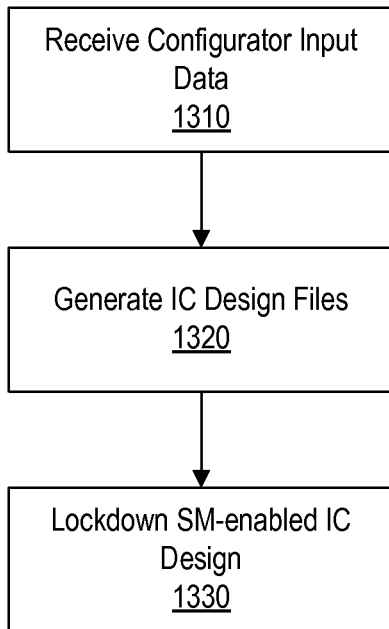 Receive Configurator Input
Data
1310
Generate IC Design Files
1320
Lockdown SM-enabled IC
Design
1330